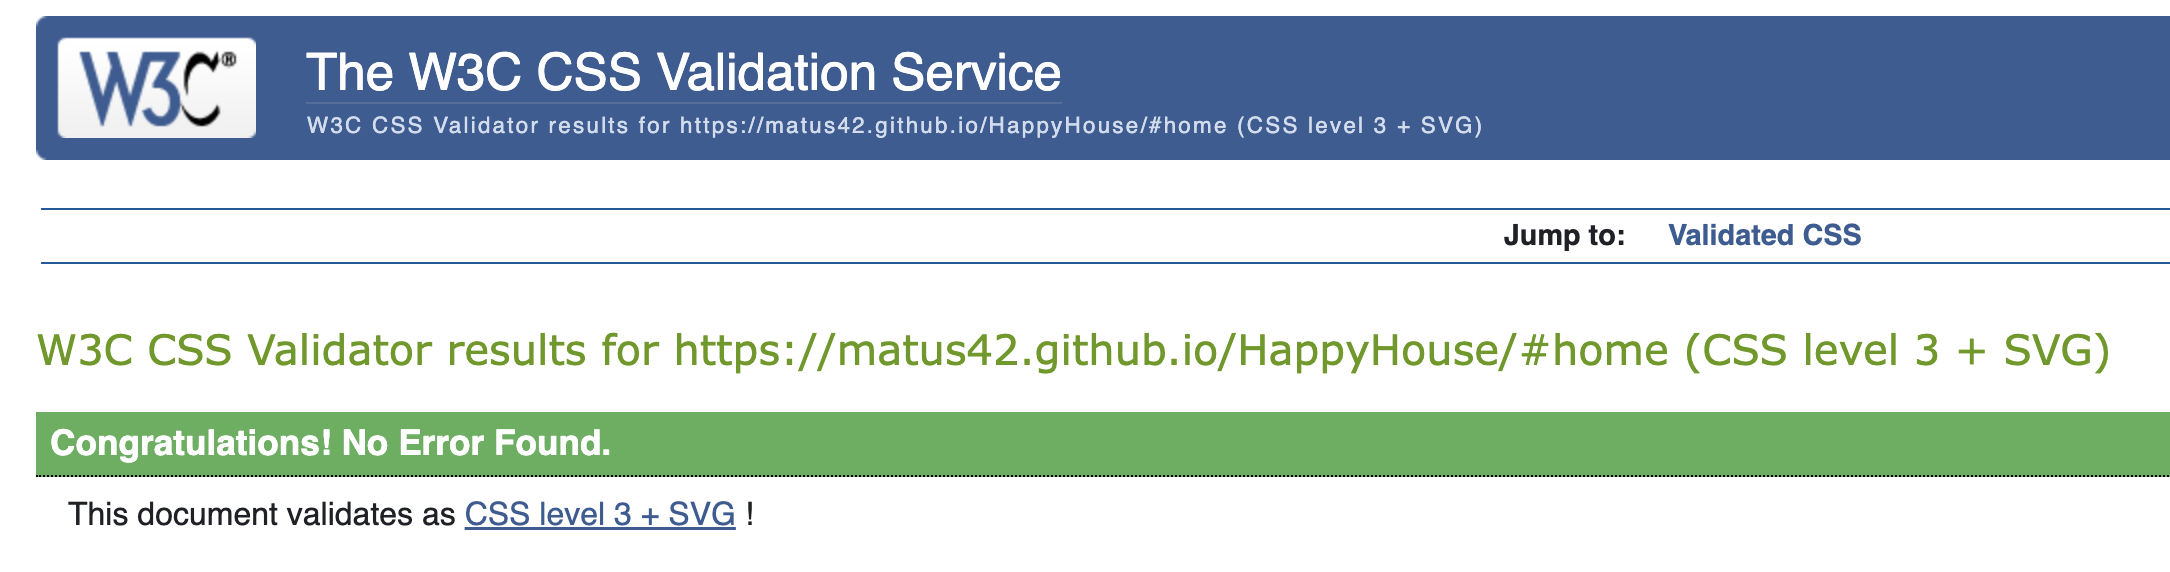 W3C®
The W3C CSS Validation Service
W3C CSS Validator results for https://matus42.github.io/HappyHouse/#home (CSS level 3 + SVG)
Jump to: Validated CSS
W3C CSS Validator results for https://matus42.github.io/HappyHouse/#home (CSS level 3 + SVG)
Congratulations! No Error Found.
This document validates as CSS level 3 + SVG !